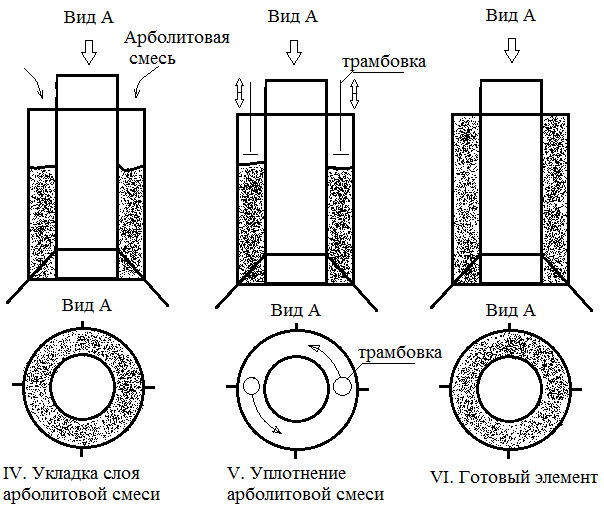 Вид А
Вид А
Вид А
Арболитовая
смесь
трамбовка
Вид А
Вид А
Вид А
трамбовка
IV. Укладка слоя
арболитовой смеси
V. Уплотнение
арболитовой смеси
VI. Готовый элемент